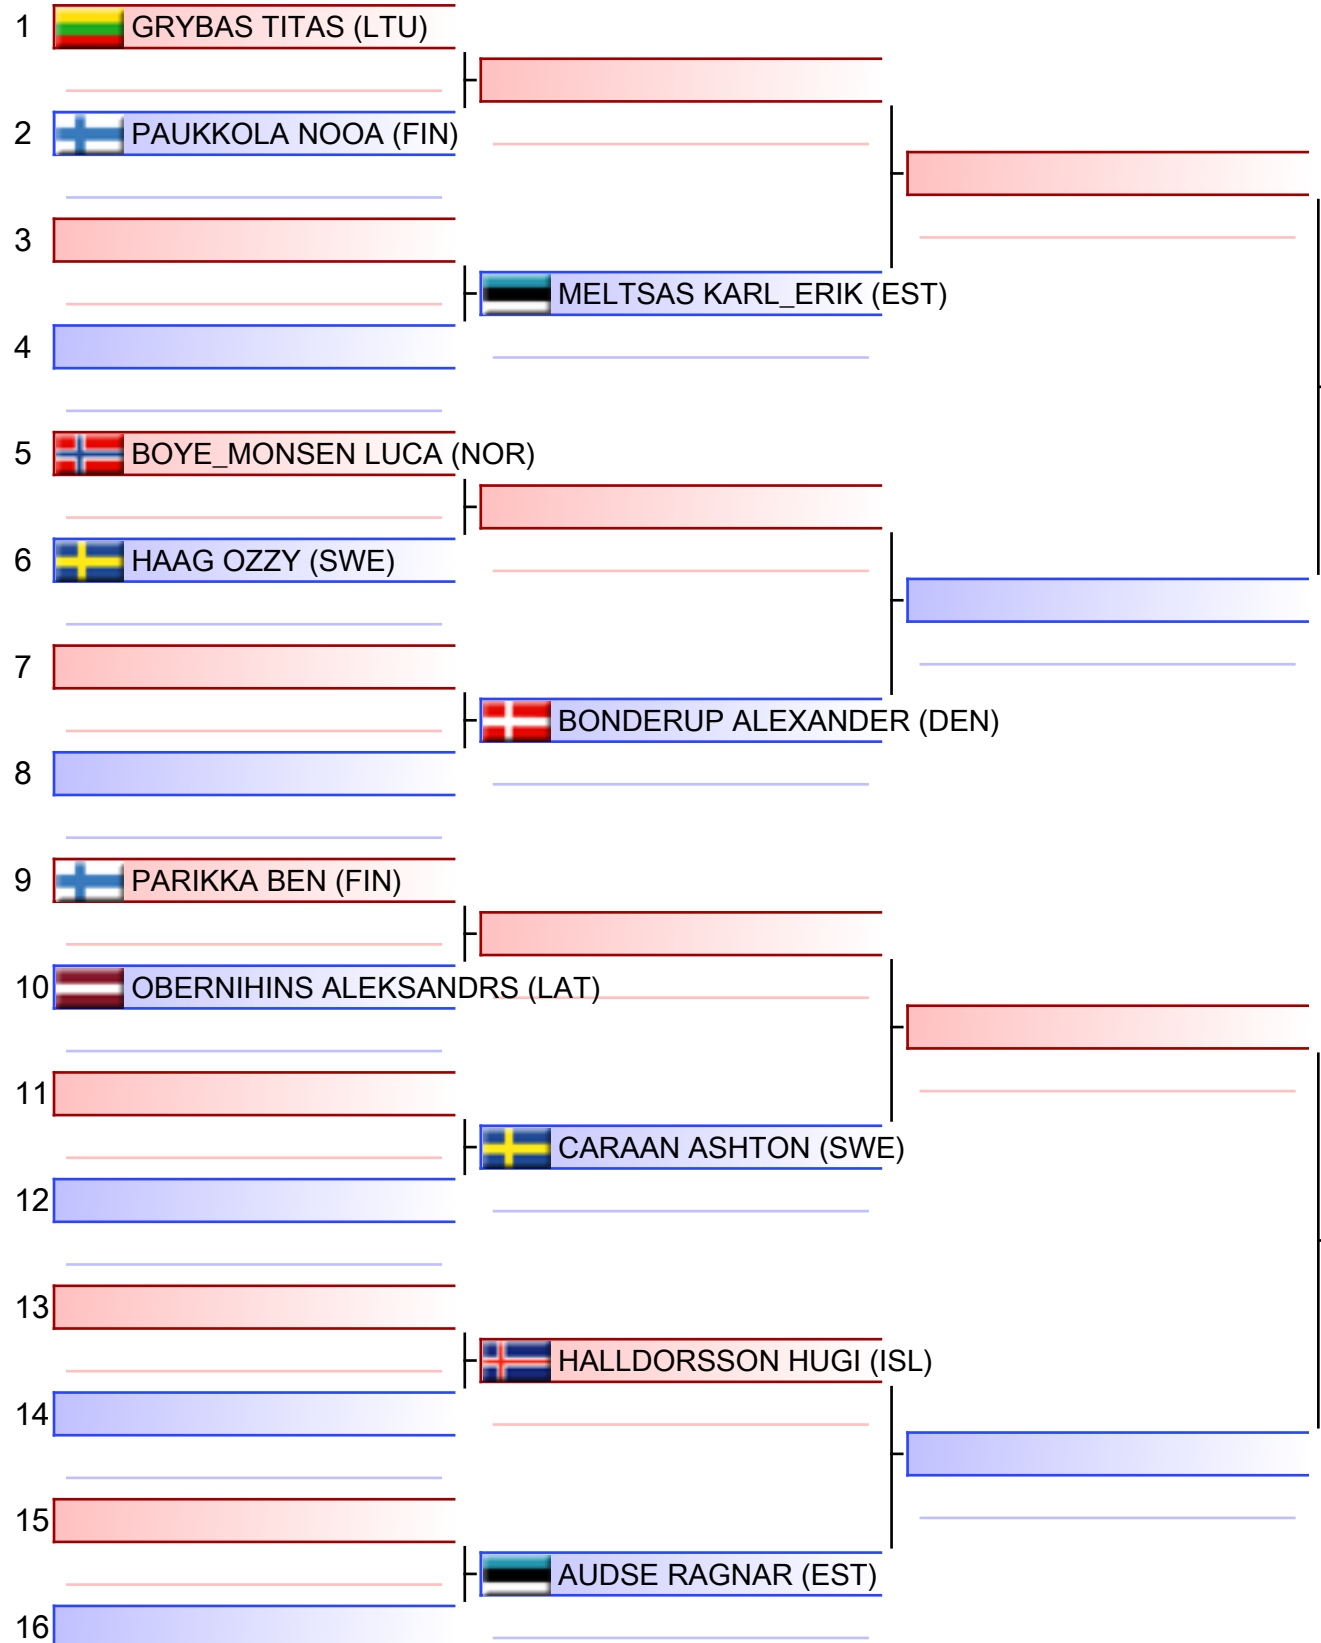 1 GRYBAS TITAS (LTU)
2 PAUKKOLA NOOA (FIN)
3
MELTSAS KARL_ERIK (EST)
4
5 BOYE_MONSEN LUCA (NOR)
6 HAAG OZZY (SWE)
7
BONDERUP ALEXANDER (DEN)
8
9 PARIKKA BEN (FIN)
10 OBERNIHINS ALEKSANDRS (LAT)
11
CARAAN ASHTON (SWE)
12
13
HALLDORSSON HUGI (ISL)
14
15
AUDSE RAGNAR (EST)
16